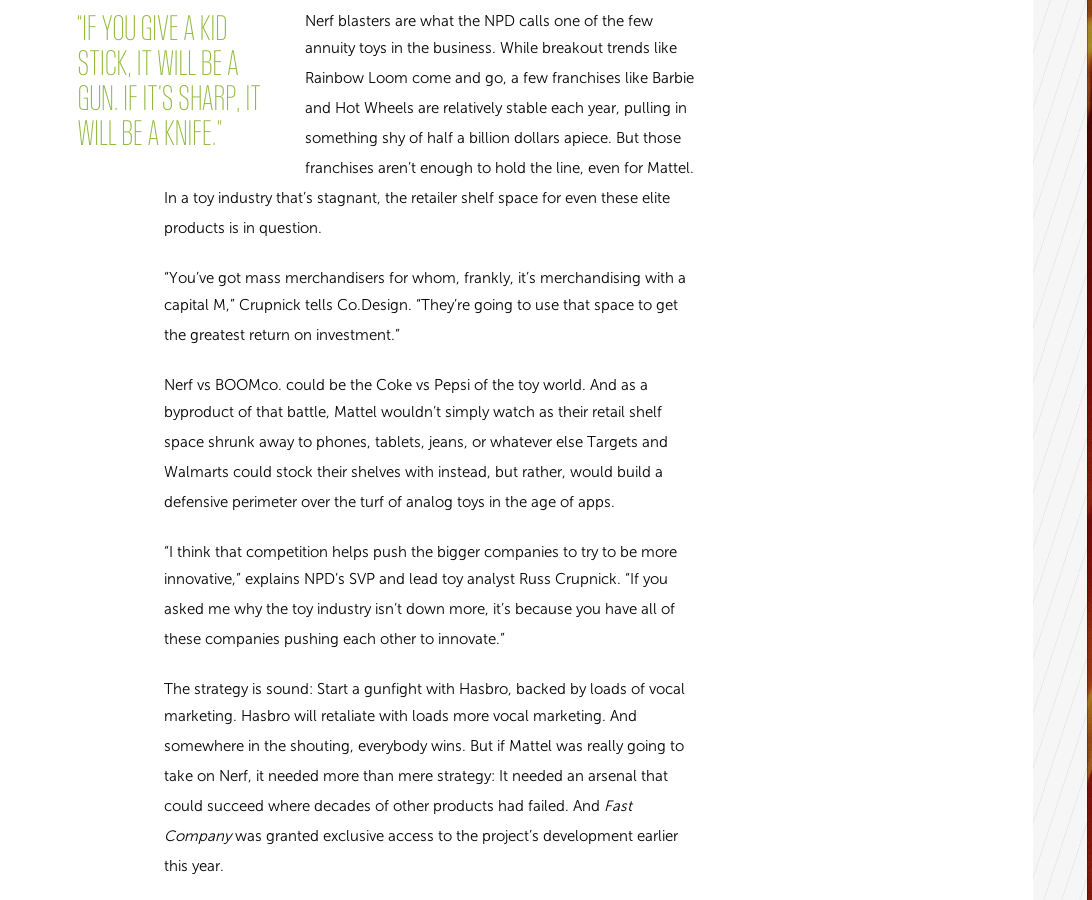 "IF YOU GIVE A KID
STICK, IT WILL BE A
GUN. IF IT'S SHARP, IT
WILL BE A KNIFE."
Nerf blasters are what the NPD calls one of the few
annuity toys in the business. While breakout trends like
Rainbow Loom come and go, a few franchises like Barbie
and Hot Wheels are relatively stable each year, pulling in
something shy of half a billion dollars apiece. But those
franchises aren’t enough to hold the line, even for Mattel.
In a toy industry that’s stagnant, the retailer shelf space for even these elite
products is in question.
“You’ve got mass merchandisers for whom, frankly, it’s merchandising with a
capital M,” Crupnick tells Co.Design. “They’re going to use that space to get
the greatest return on investment.”
Nerf vs BOOMco. could be the Coke vs Pepsi of the toy world. And as a
byproduct of that battle, Mattel wouldn’t simply watch as their retail shelf
space shrunk away to phones, tablets, jeans, or whatever else Targets and
Walmarts could stock their shelves with instead, but rather, would build a
defensive perimeter over the turf of analog toys in the age of apps.
“I think that competition helps push the bigger companies to try to be more
innovative,” explains NPD’s SVP and lead toy analyst Russ Crupnick. “If you
asked me why the toy industry isn’t down more, it’s because you have all of
these companies pushing each other to innovate.”
The strategy is sound: Start a gunfight with Hasbro, backed by loads of vocal
marketing. Hasbro will retaliate with loads more vocal marketing. And
somewhere in the shouting, everybody wins. But if Mattel was really going to
take on Nerf, it needed more than mere strategy: It needed an arsenal that
could succeed where decades of other products had failed. And Fast
Company was granted exclusive access to the project’s development earlier
this year.